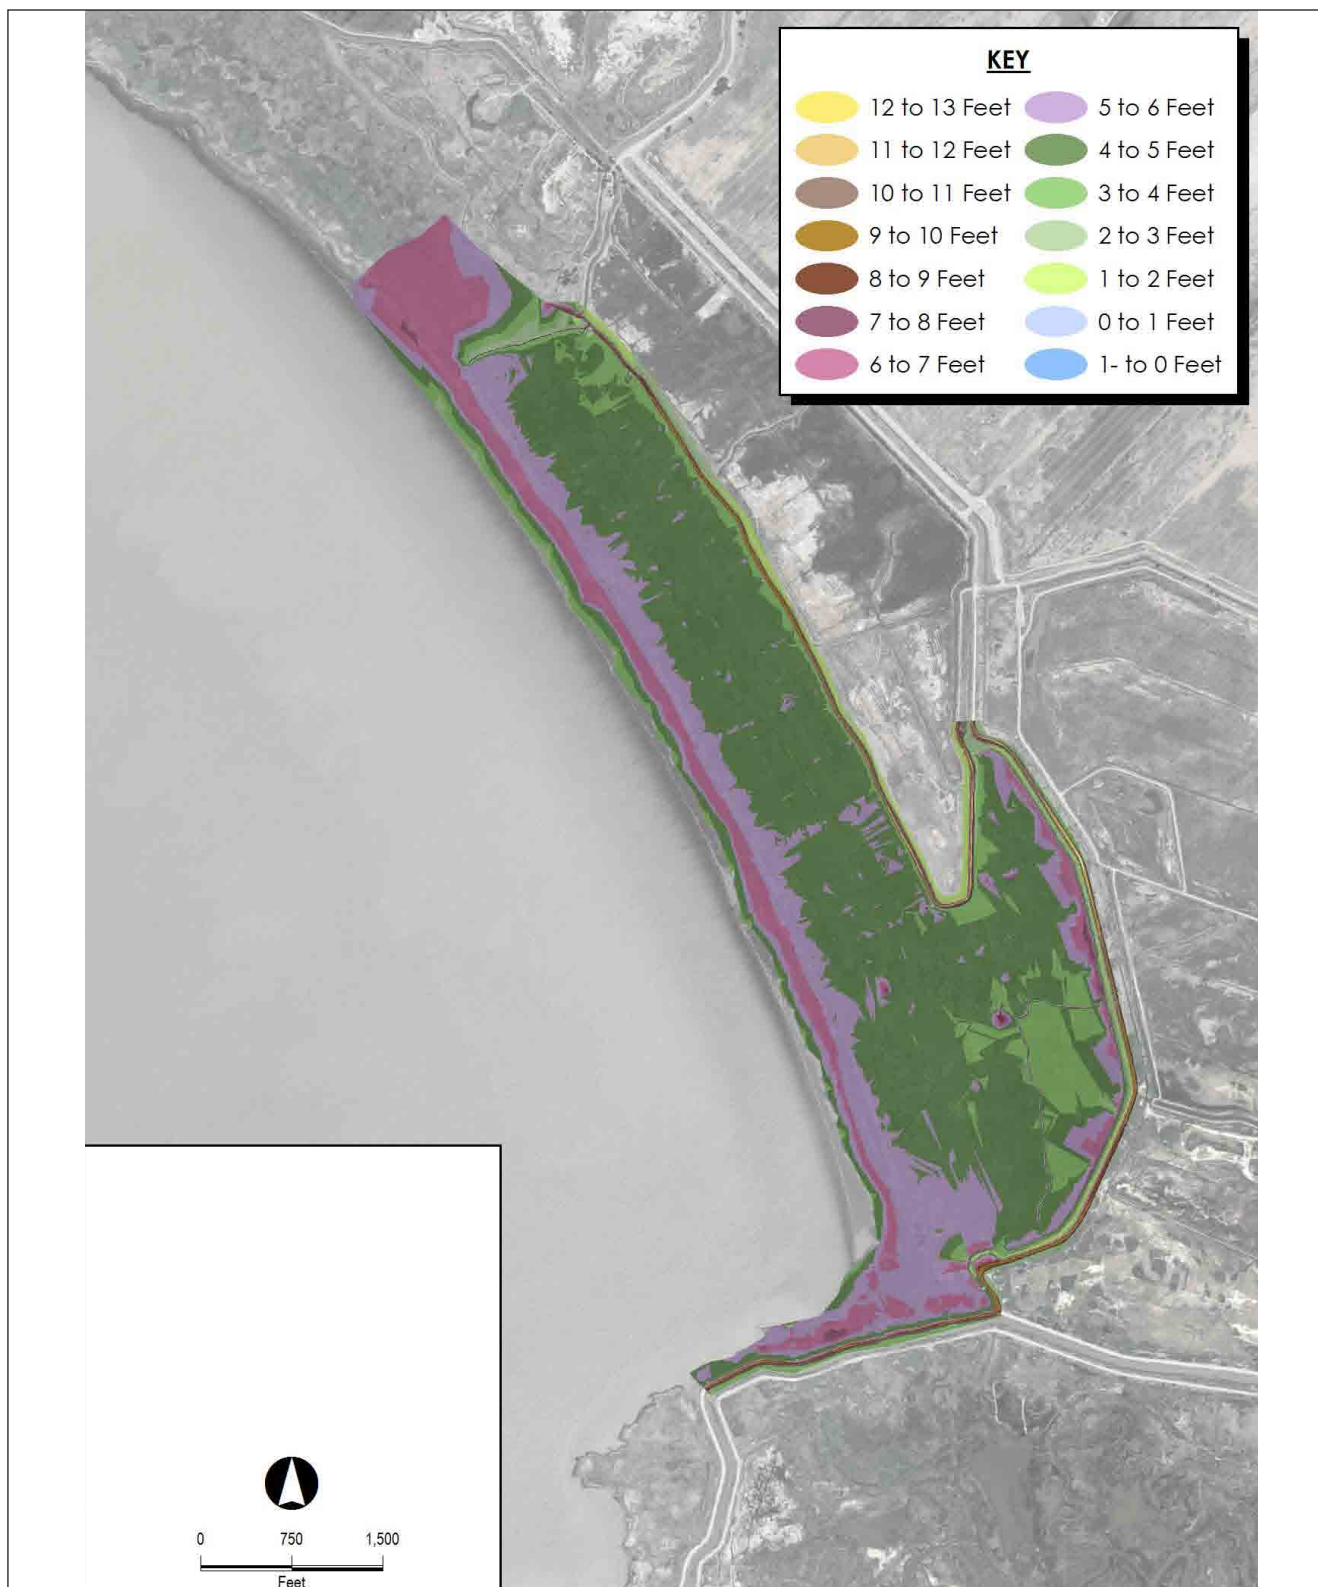 KEY
12 to 13 Feet
11 to 12 Feet
10 to 11 Feet
9 to 10 Feet
8 to 9 Feet
7 to 8 Feet
6 to 7 Feet
5 to 6 Feet
4 to 5 Feet
3 to 4 Feet
2 to 3 Feet
1 to 2 Feet
0 to 1 Feet
1- to 0 Feet
0 750 1,500
Feet